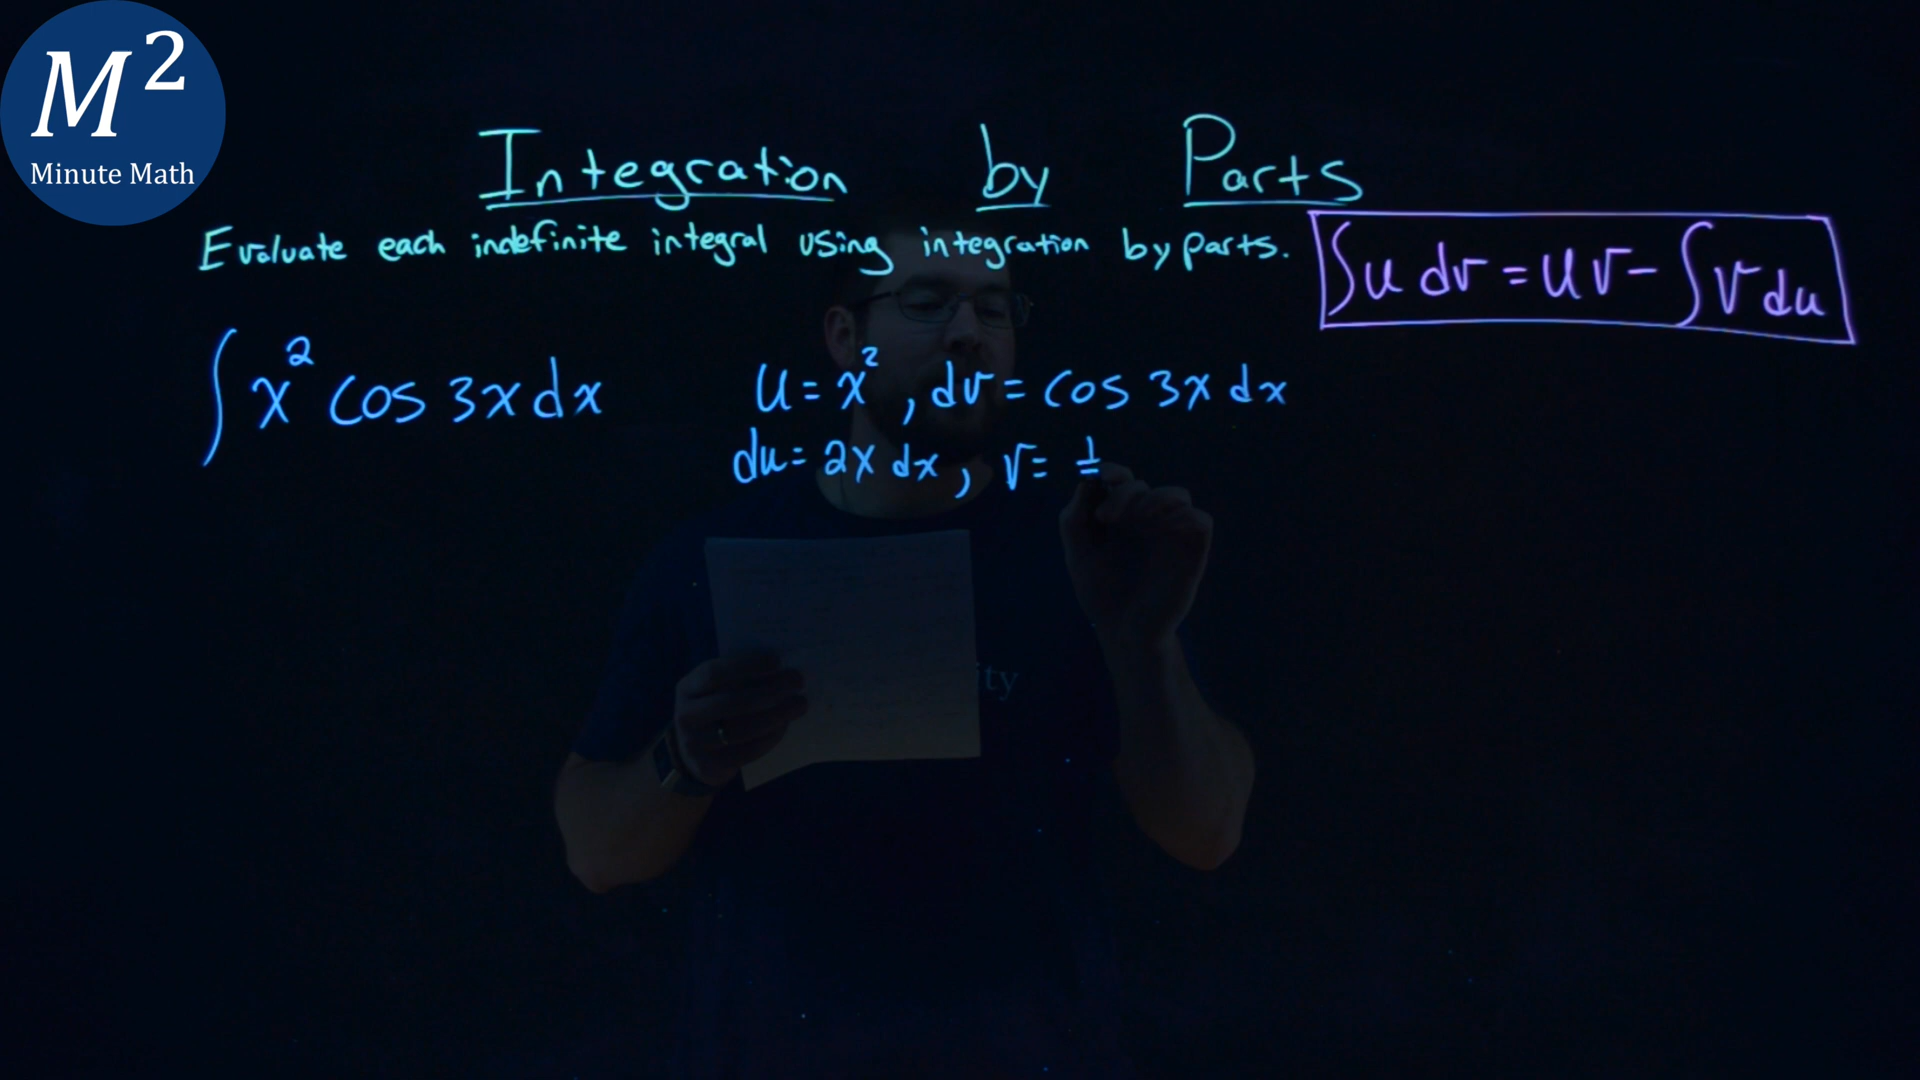 M²
Minute Math
Integration by Parts
Evaluate each indefinite integral using integration by parts.
∫u dv = uv - ∫v du
∫ x² cos 3x dx
u = x², dv = cos 3x dx
du = 2x dx, v = 1
ity